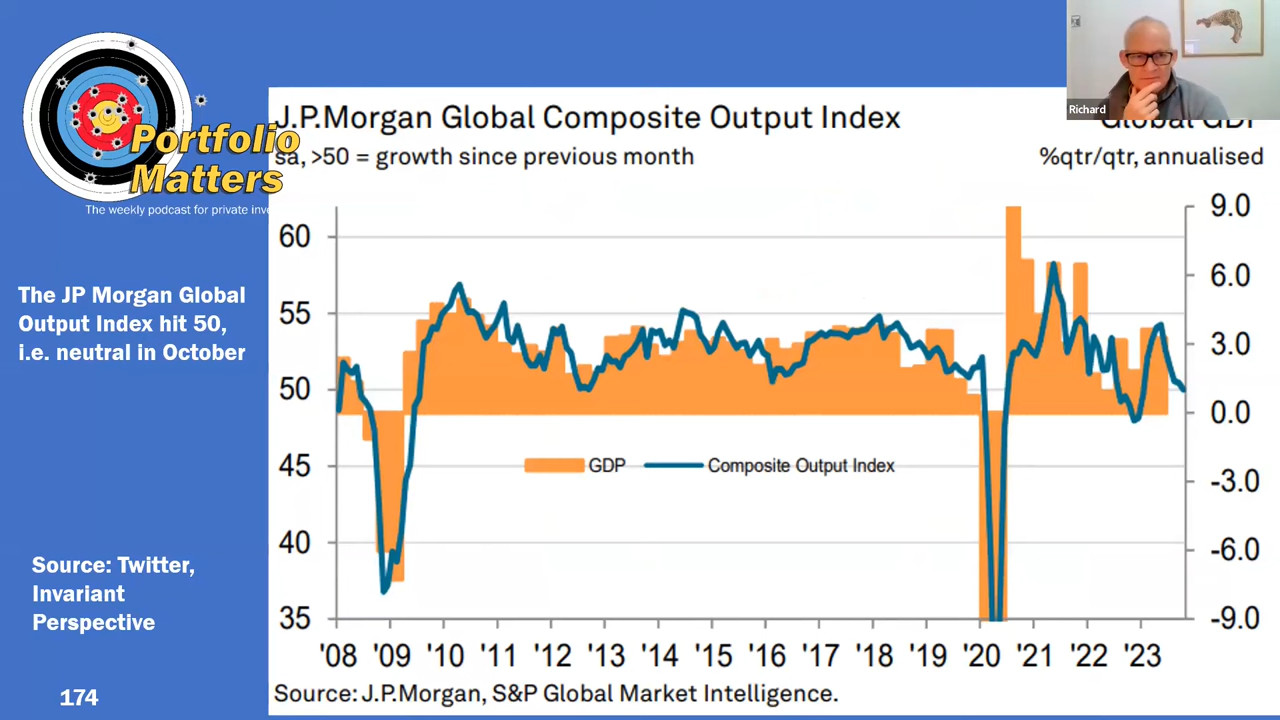 Portfolio
Matters
The weekly podcast for private inve
The JP Morgan Global
Output Index hit 50,
i.e. neutral in October
Source: Twitter,
Invariant
Perspective
174
Richard
J.P.Morgan Global Composite Output Index
Global GDP
sa, >50 = growth since previous month
%qtr/qtr, annualised
60
55
50
45
40
35
9.0
6.0
3.0
0.0
-3.0
-6.0
-9.0
GDP
Composite Output Index
'08 '09 '10 '11 '12 '13 '14 '15 '16 '17 '18 '19 '20 '21 '22 '23
Source: J.P.Morgan, S&P Global Market Intelligence.